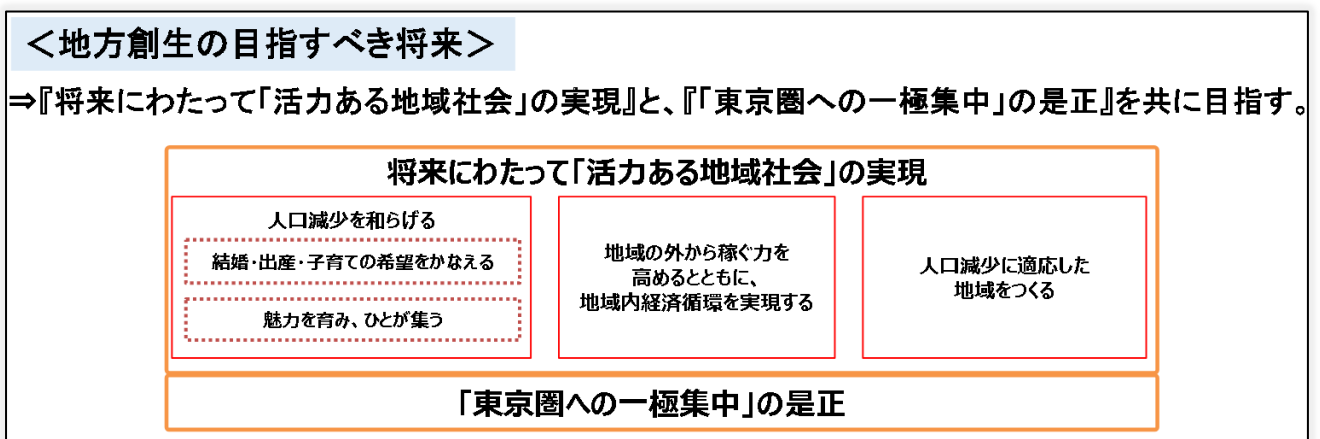 ＜地方創生の目指すべき将来＞
⇒『将来にわたって「活力ある地域社会」の実現』と、『「東京圏への一極集中」の是正』を共に目指す。
将来にわたって「活力ある地域社会」の実現
人口減少を和らげる
結婚・出産・子育ての希望をかなえる
魅力を育み、ひとが集う
地域の外から稼ぐ力を
高めるとともに、
地域内経済循環を実現する
人口減少に適応した
地域をつくる
「東京圏への一極集中」の是正